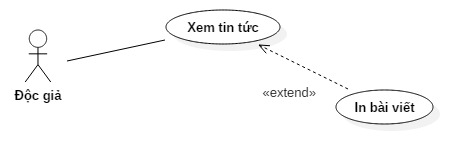 Xem tin tức
Độc giả
«extend»
In bài viết